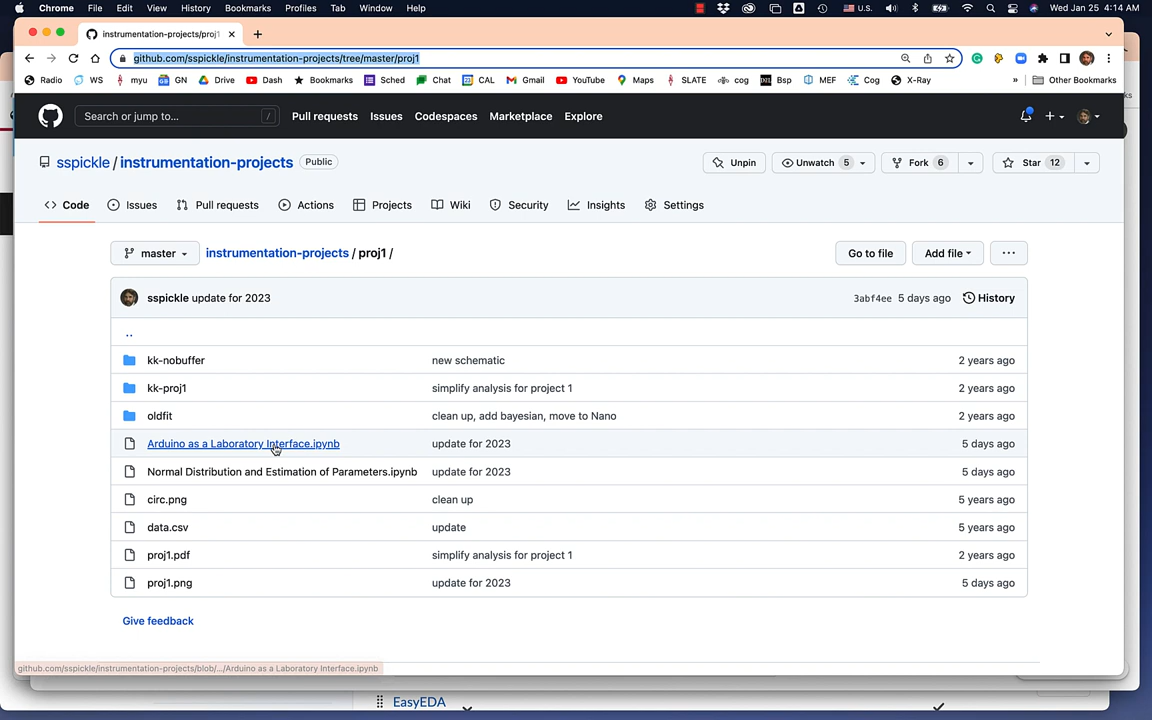 Chrome File Edit View History Bookmarks Profiles Tab Window Help U.S. Wed Jan 25 4:14 AM
instrumentation-projects/proj1
github.com/sspickle/instrumentation-projects/tree/master/proj1
Radio WS myu GN Drive Dash Bookmarks Sched Chat CAL Gmail YouTube Maps SLATE cog Bsp MEF Cog X-Ray » Other Bookmarks
Search or jump to... / Pull requests Issues Codespaces Marketplace Explore
sspickle / instrumentation-projects Public Unpin Unwatch 5 Fork 6 Star 12
Code Issues Pull requests Actions Projects Wiki Security Insights Settings
master instrumentation-projects / proj1 / Go to file Add file ...
sspickle update for 2023 3abf4ee 5 days ago History
..
kk-nobuffer new schematic 2 years ago
kk-proj1 simplify analysis for project 1 2 years ago
oldfit clean up, add bayesian, move to Nano 2 years ago
Arduino as a Laboratory Interface.ipynb update for 2023 5 days ago
Normal Distribution and Estimation of Parameters.ipynb update for 2023 5 days ago
circ.png clean up 5 years ago
data.csv update 5 years ago
proj1.pdf simplify analysis for project 1 2 years ago
proj1.png update for 2023 5 days ago
Give feedback
github.com/sspickle/instrumentation-projects/blob/.../Arduino as a Laboratory Interface.ipynb
EasyEDA